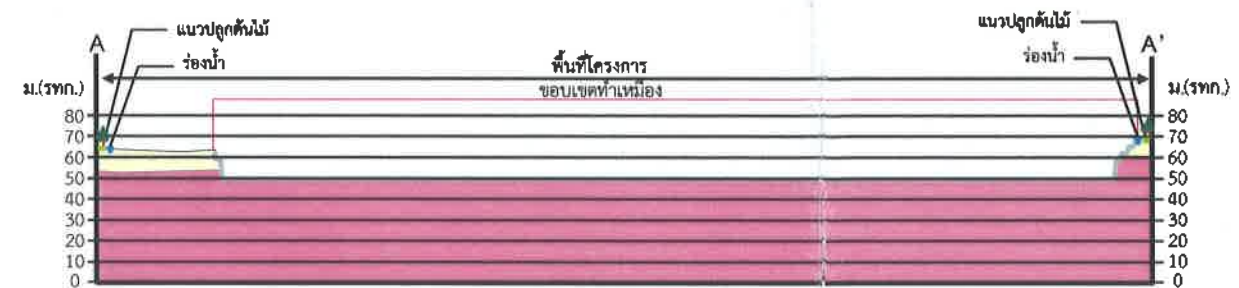 แนวปลูกต้นไม้
แนวปลูกต้นไม้
A
A'
ร่องน้ำ
ร่องน้ำ
พื้นที่โครงการ
ม.(รทก.)
ขอบเขตทำเหมือง
ม.(รทก.)
80
80
70
70
60
60
50
50
40
40
30
30
20
20
10
10
0
0